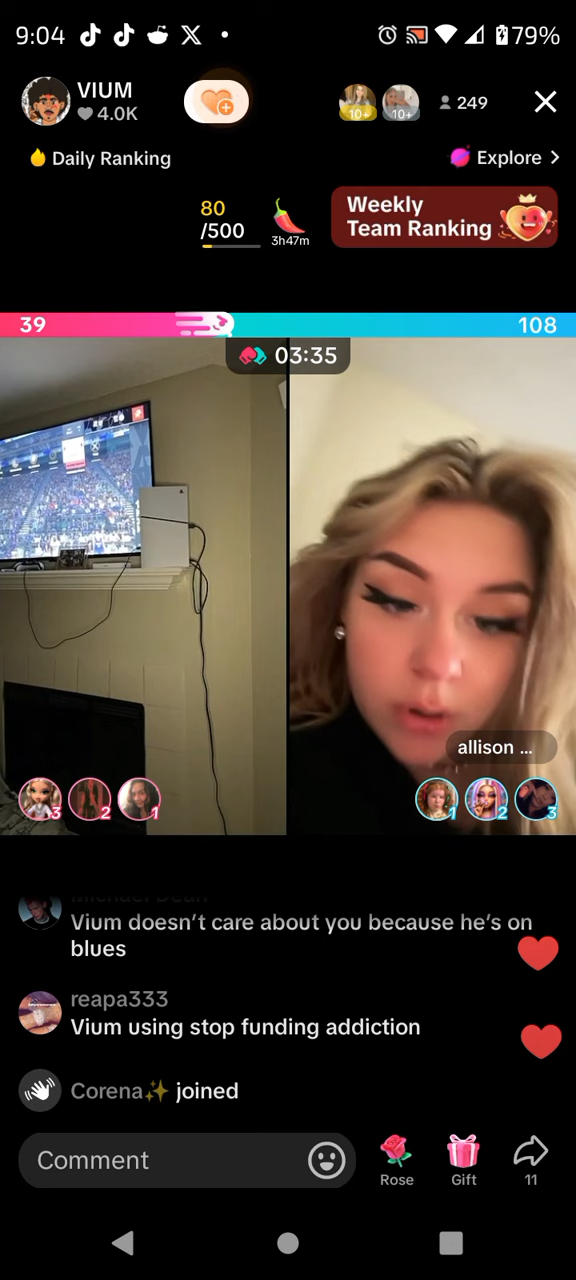 9:04
79%
VIUM
4.0K
10+
10+
249
Daily Ranking
Explore
80
/500
3h47m
Weekly
Team Ranking
39
108
03:35
allison ...
3
2
1
1
2
3
Michael Dean
Vium doesn’t care about you because he’s on
blues
reapa333
Vium using stop funding addiction
Corena✨ joined
Comment
Rose
Gift
11